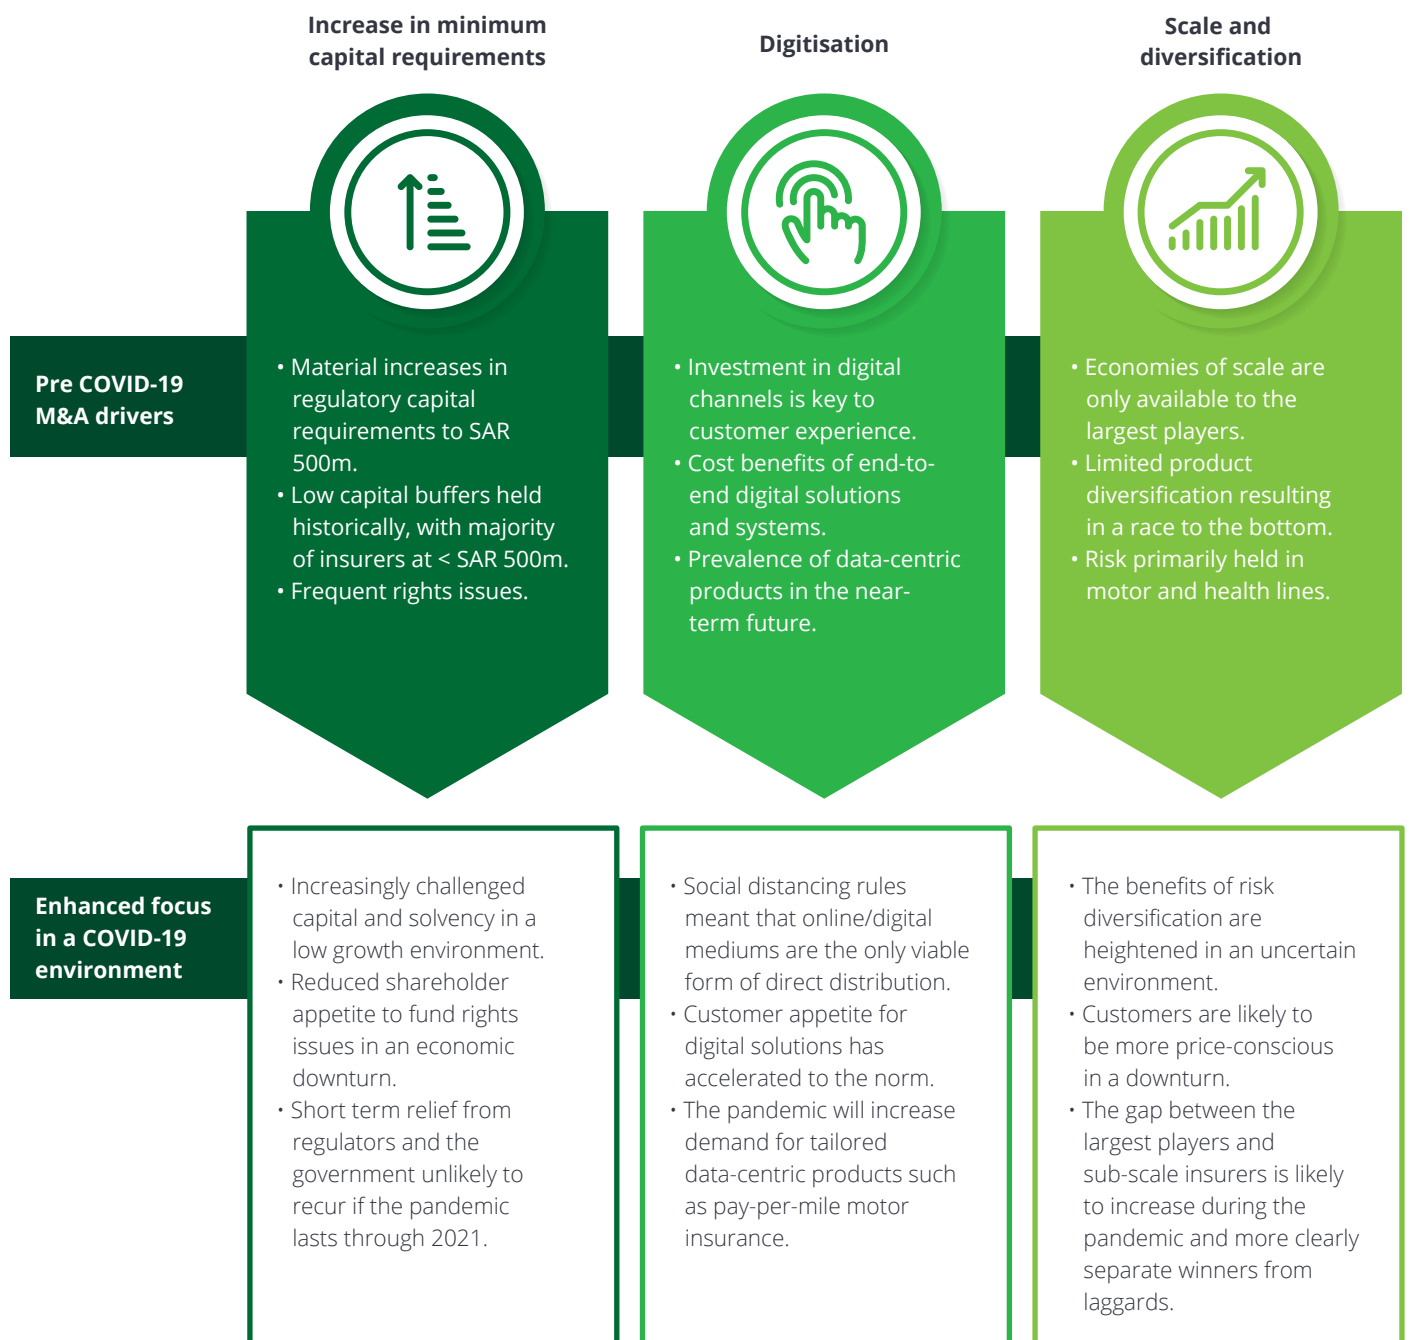 Increase in minimum
capital requirements
Digitisation
Scale and
diversification
Pre COVID-19
M&A drivers
• Material increases in
regulatory capital
requirements to SAR
500m.
• Low capital buffers held
historically, with majority
of insurers at < SAR 500m.
• Frequent rights issues.
• Investment in digital
channels is key to
customer experience.
• Cost benefits of end-to-
end digital solutions
and systems.
• Prevalence of data-centric
products in the near-
term future.
• Economies of scale are
only available to the
largest players.
• Limited product
diversification resulting
in a race to the bottom.
• Risk primarily held in
motor and health lines.
Enhanced focus
in a COVID-19
environment
• Increasingly challenged
capital and solvency in a
low growth environment.
• Reduced shareholder
appetite to fund rights
issues in an economic
downturn.
• Short term relief from
regulators and the
government unlikely to
recur if the pandemic
lasts through 2021.
• Social distancing rules
meant that online/digital
mediums are the only viable
form of direct distribution.
• Customer appetite for
digital solutions has
accelerated to the norm.
• The pandemic will increase
demand for tailored
data-centric products such
as pay-per-mile motor
insurance.
• The benefits of risk
diversification are
heightened in an uncertain
environment.
• Customers are likely to
be more price-conscious
in a downturn.
• The gap between the
largest players and
sub-scale insurers is likely
to increase during the
pandemic and more clearly
separate winners from
laggards.